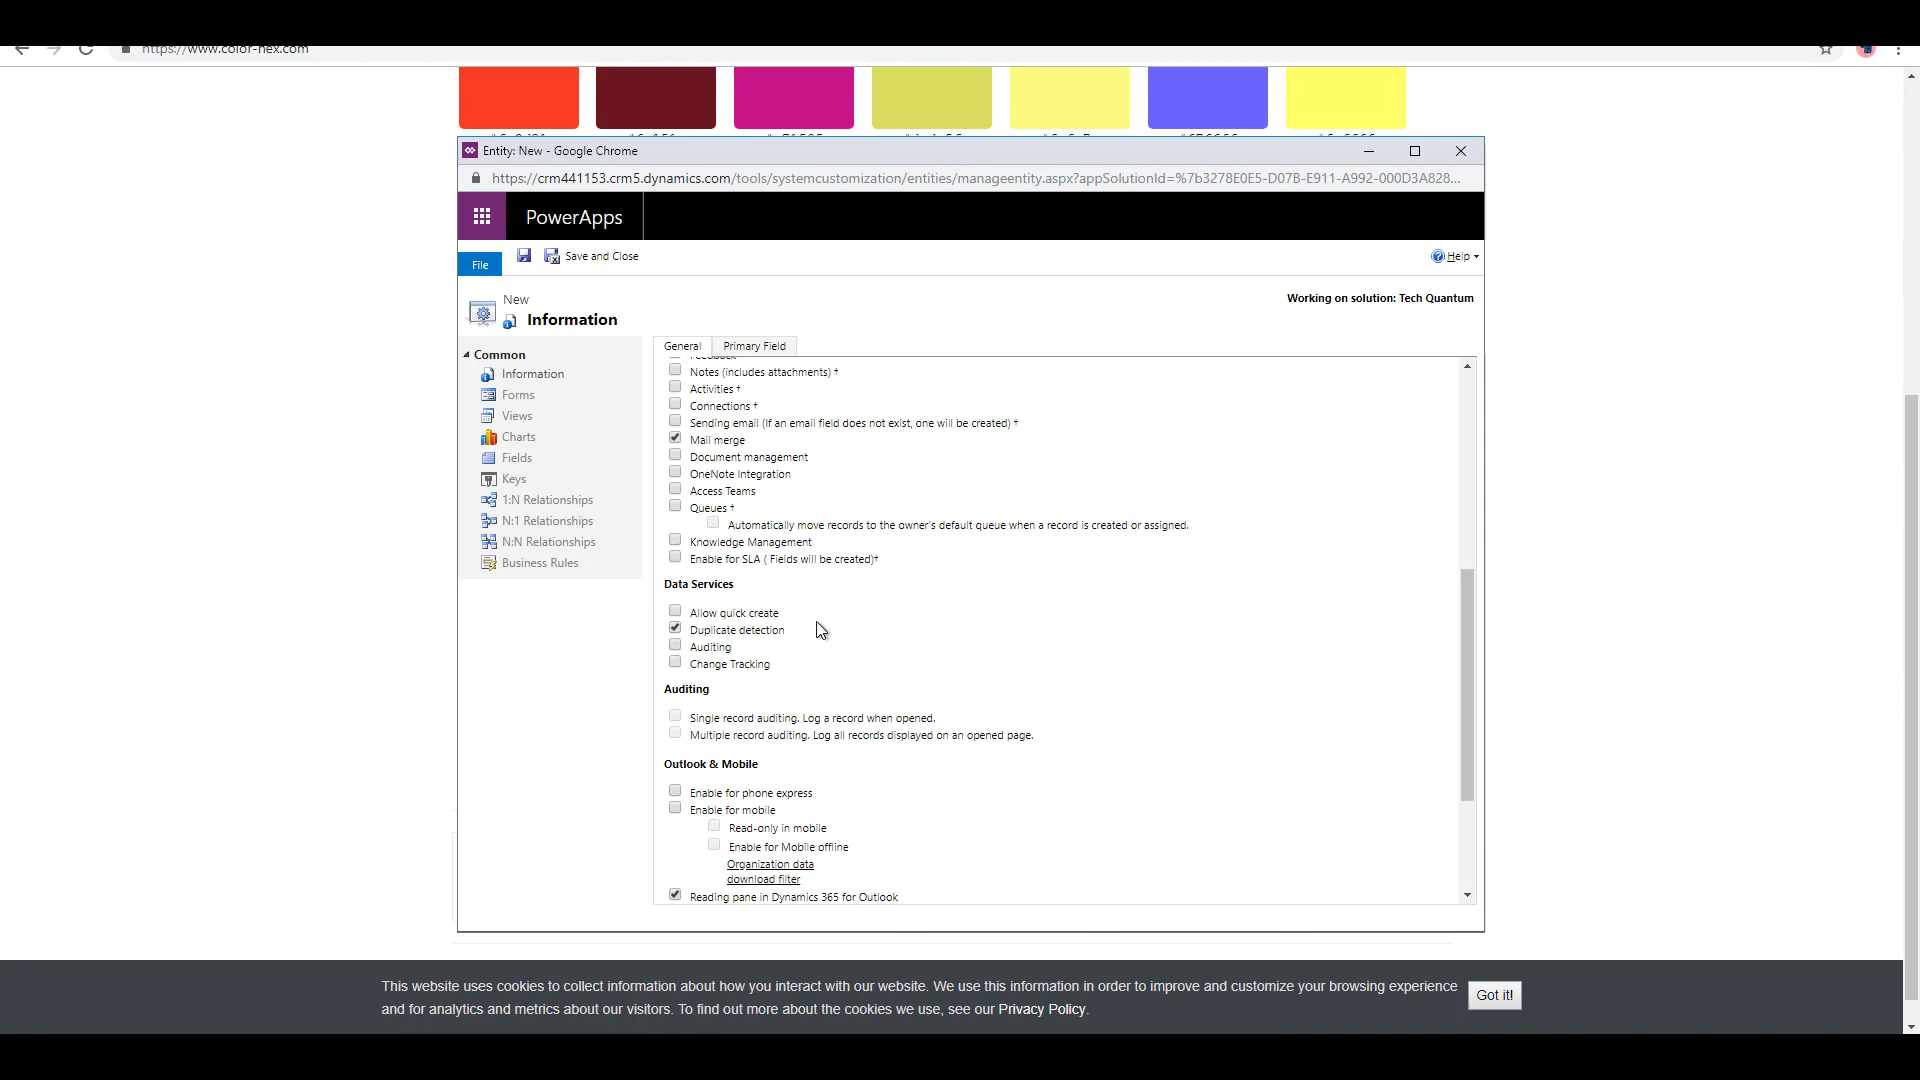 https://www.color-hex.com
Entity: New - Google Chrome
https://crm441153.crm5.dynamics.com/tools/systemcustomization/entities/manageentity.aspx?appSolutionId=%7b3278E0E5-D07B-E911-A992-000D3A828...
PowerApps
File
Save and Close
Help
New
Information
Working on solution: Tech Quantum
Common
Information
Forms
Views
Charts
Fields
Keys
1:N Relationships
N:1 Relationships
N:N Relationships
Business Rules
General
Primary Field
Feedback
Notes (includes attachments) †
Activities †
Connections †
Sending email (If an email field does not exist, one will be created) †
Mail merge
Document management
OneNote Integration
Access Teams
Queues †
Automatically move records to the owner's default queue when a record is created or assigned.
Knowledge Management
Enable for SLA ( Fields will be created)†
Data Services
Allow quick create
Duplicate detection
Auditing
Change Tracking
Auditing
Single record auditing. Log a record when opened.
Multiple record auditing. Log all records displayed on an opened page.
Outlook & Mobile
Enable for phone express
Enable for mobile
Read-only in mobile
Enable for Mobile offline
Organization data
download filter
Reading pane in Dynamics 365 for Outlook
This website uses cookies to collect information about how you interact with our website. We use this information in order to improve and customize your browsing experience
and for analytics and metrics about our visitors. To find out more about the cookies we use, see our Privacy Policy.
Got it!